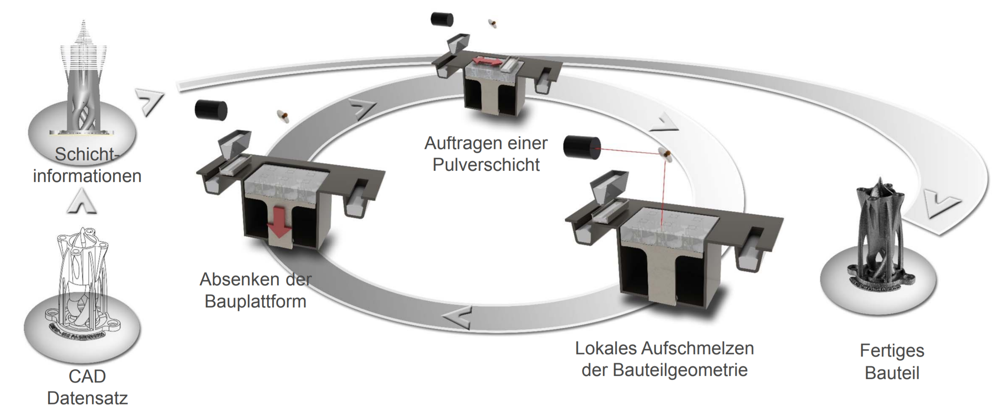 Schicht-
informationen
CAD
Datensatz
Absenken der
Bauplattform
Auftragen einer
Pulverschicht
Lokales Aufschmelzen
der Bauteilgeometrie
Fertiges
Bauteil